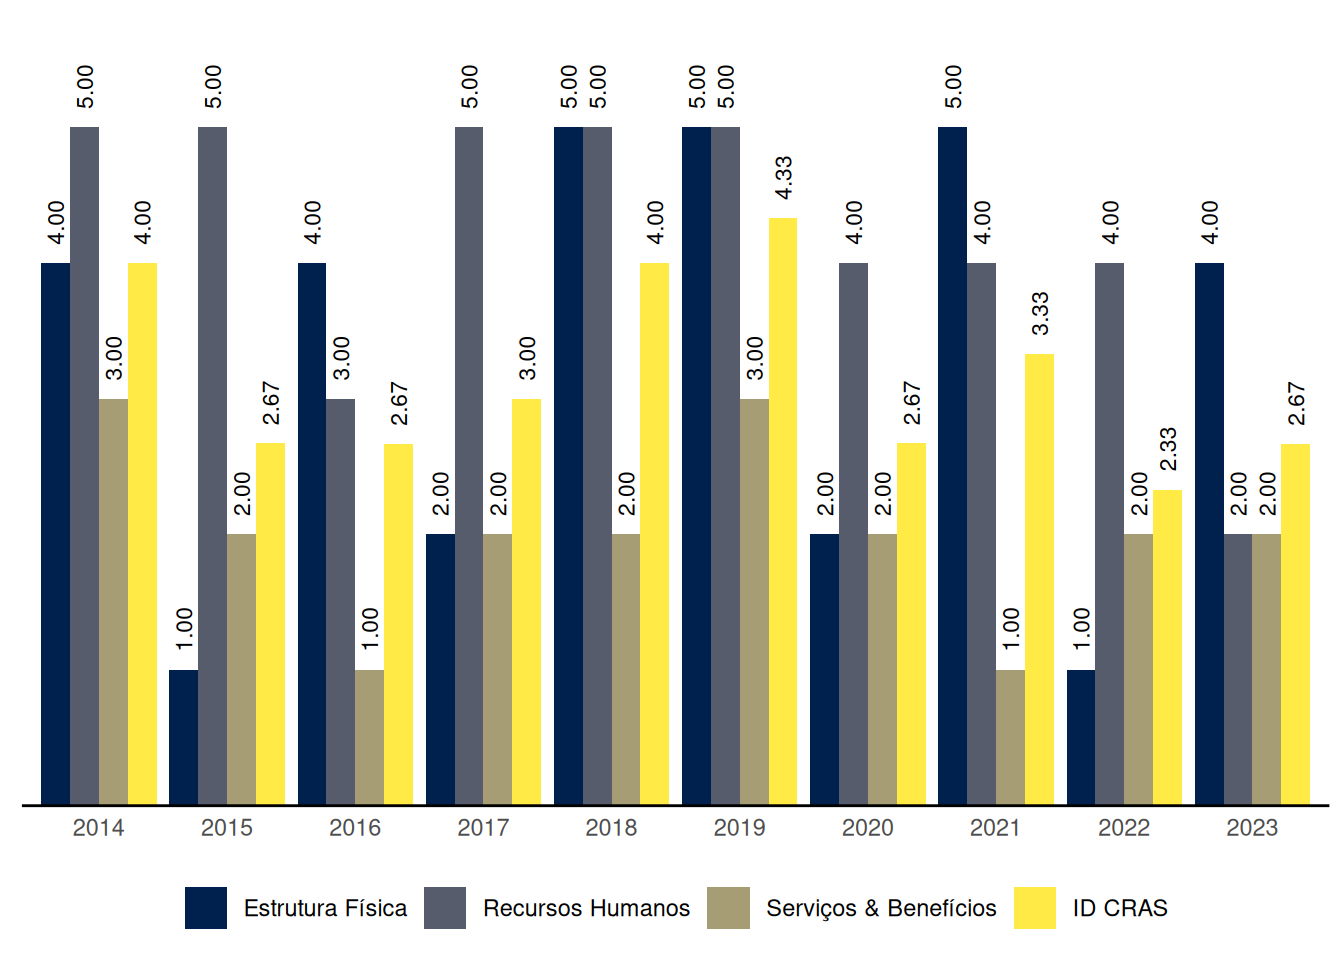 4.00 5.00 3.00 4.00
1.00 5.00 2.00 2.67
4.00 3.00 1.00 2.67
2.00 5.00 2.00 3.00
5.00 5.00 2.00 4.00
5.00 5.00 3.00 4.33
2.00 4.00 2.00 2.67
5.00 4.00 1.00 3.33
1.00 4.00 2.00 2.33
4.00 2.00 2.00 2.67
2014 2015 2016 2017 2018 2019 2020 2021 2022 2023
Estrutura Física Recursos Humanos Serviços & Benefícios ID CRAS